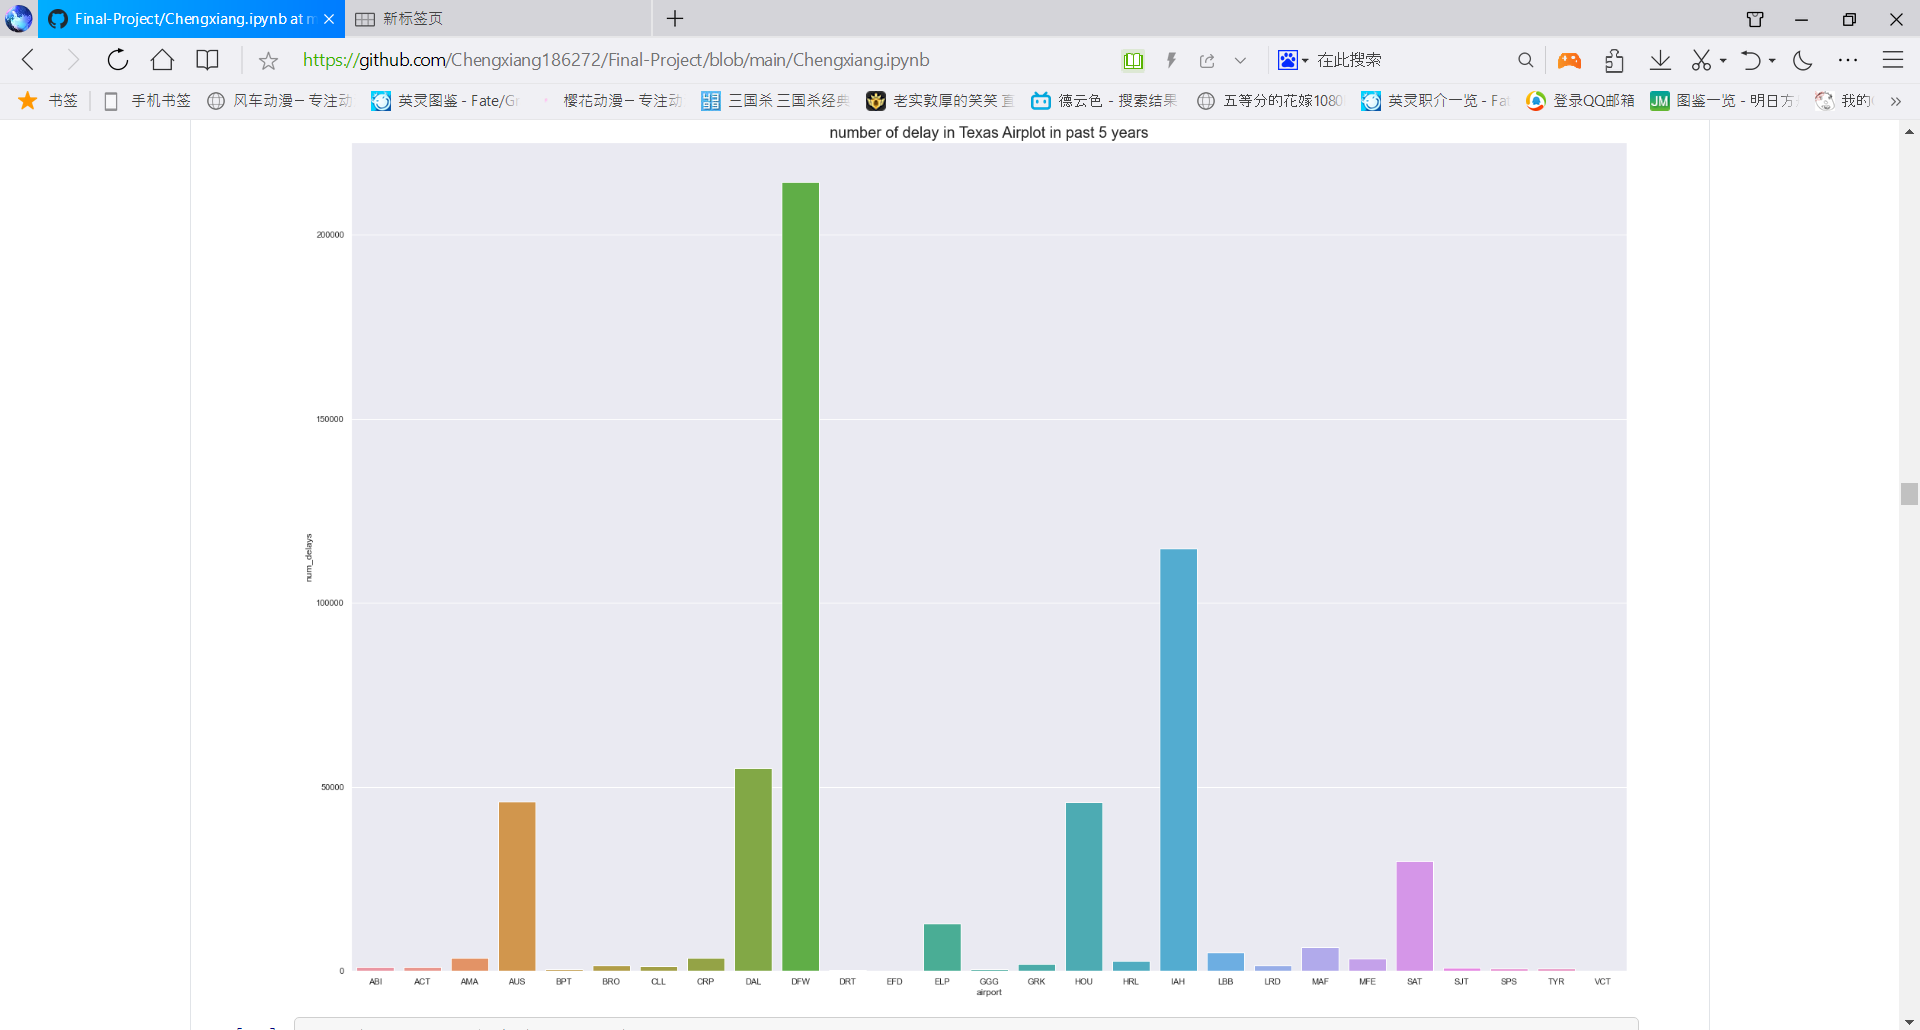 Final-Project/Chengxiang.ipynb at m
新标签页
https://github.com/Chengxiang186272/Final-Project/blob/main/Chengxiang.ipynb
在此搜索
书签
手机书签
风车动漫－专注动
英灵图鉴 - Fate/G
樱花动漫－专注动
三国杀 三国杀经典
老实敦厚的笑笑 直
德云色 - 搜索结果
五等分的花嫁1080
英灵职介一览 - Fa
登录QQ邮箱
JM
图鉴一览 - 明日方
我的
number of delay in Texas Airplot in past 5 years
200000
150000
100000
50000
0
num_delays
ABI ACT AMA AUS BPT BRO CLL CRP DAL DFW DRT EFD ELP GGG GRK HOU HRL IAH LBB LRD MAF MFE SAT SJT SPS TYR VCT
airport